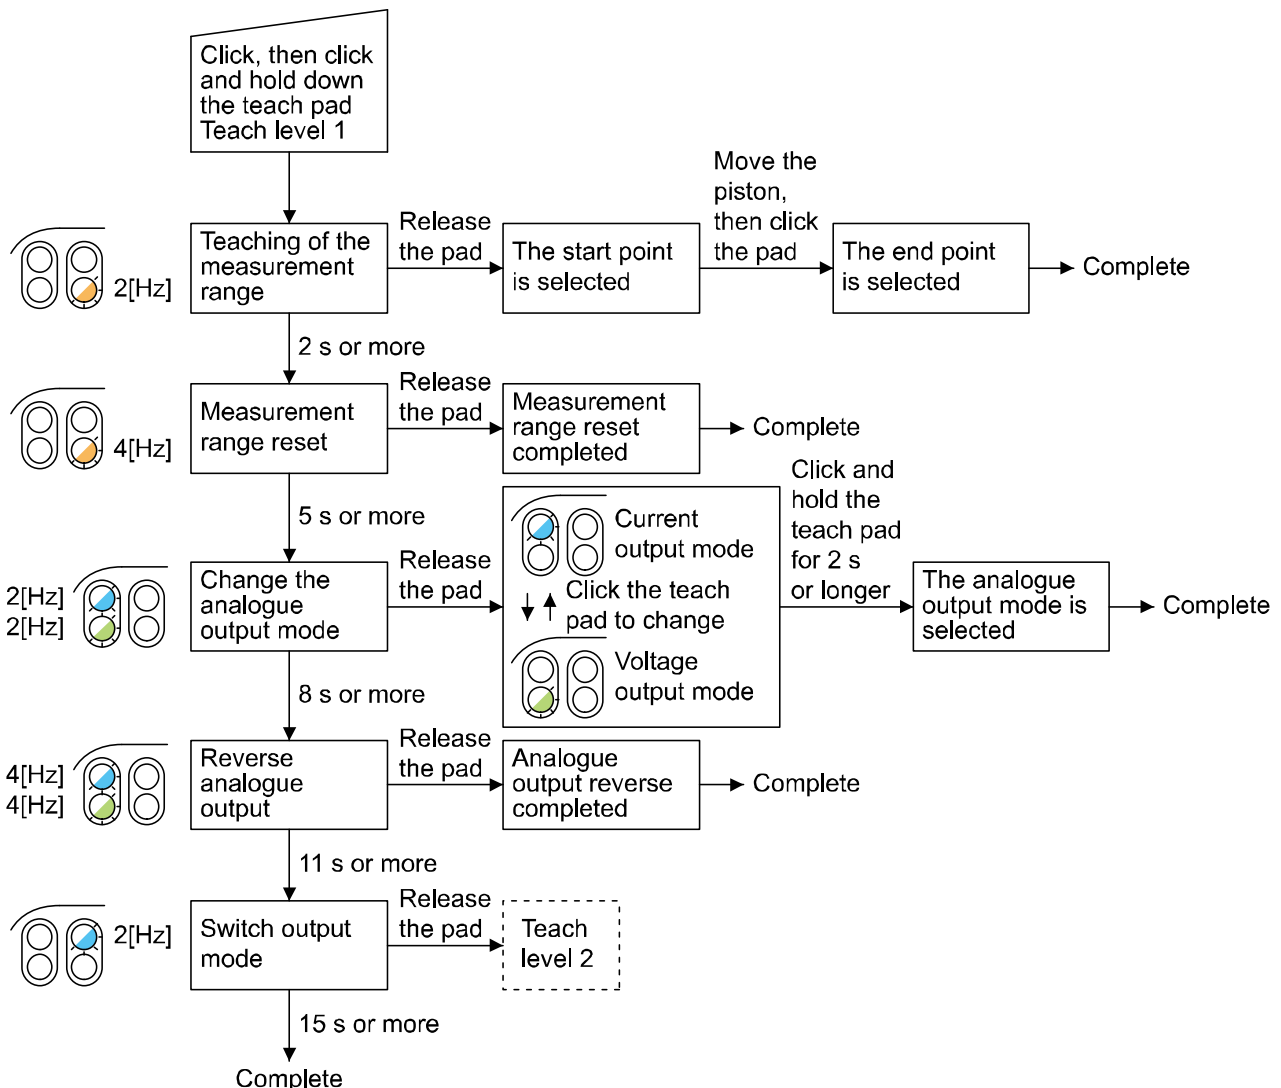 Click, then click
and hold down
the teach pad
Teach level 1
2[Hz]
Teaching of the
measurement
range
Release
the pad
The start point
is selected
Move the
piston,
then click
the pad
The end point
is selected
Complete
2 s or more
4[Hz]
Measurement
range reset
Release
the pad
Measurement
range reset
completed
Complete
5 s or more
2[Hz]
2[Hz]
Change the
analogue
output mode
Release
the pad
Current
output mode
Click the teach
pad to change
Voltage
output mode
Click and
hold the
teach pad
for 2 s
or longer
The analogue
output mode is
selected
Complete
8 s or more
4[Hz]
4[Hz]
Reverse
analogue
output
Release
the pad
Analogue
output reverse
completed
Complete
11 s or more
2[Hz]
Switch output
mode
Release
the pad
Teach
level 2
15 s or more
Complete